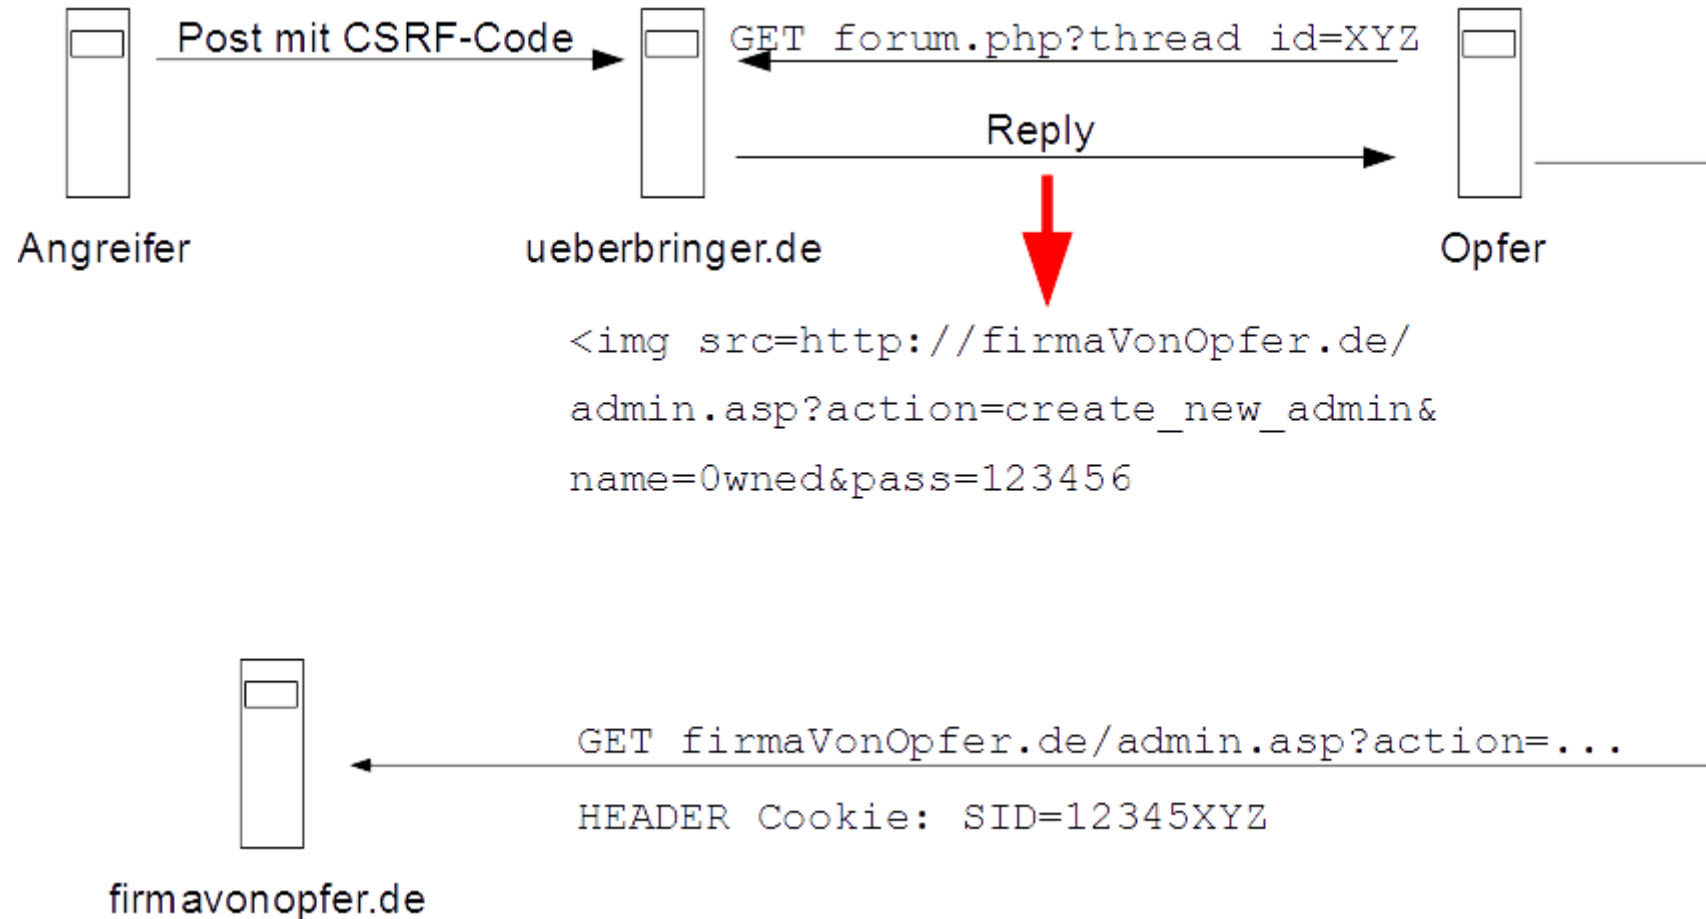 Post mit CSRF-Code
GET forum.php?thread id=XYZ
Reply
Angreifer
ueberbringer.de
Opfer
<img src=http://firmaVonOpfer.de/
admin.asp?action=create_new_admin&
name=0wned&pass=123456
GET firmaVonOpfer.de/admin.asp?action=...
HEADER Cookie: SID=12345XYZ
firmavonopfer.de